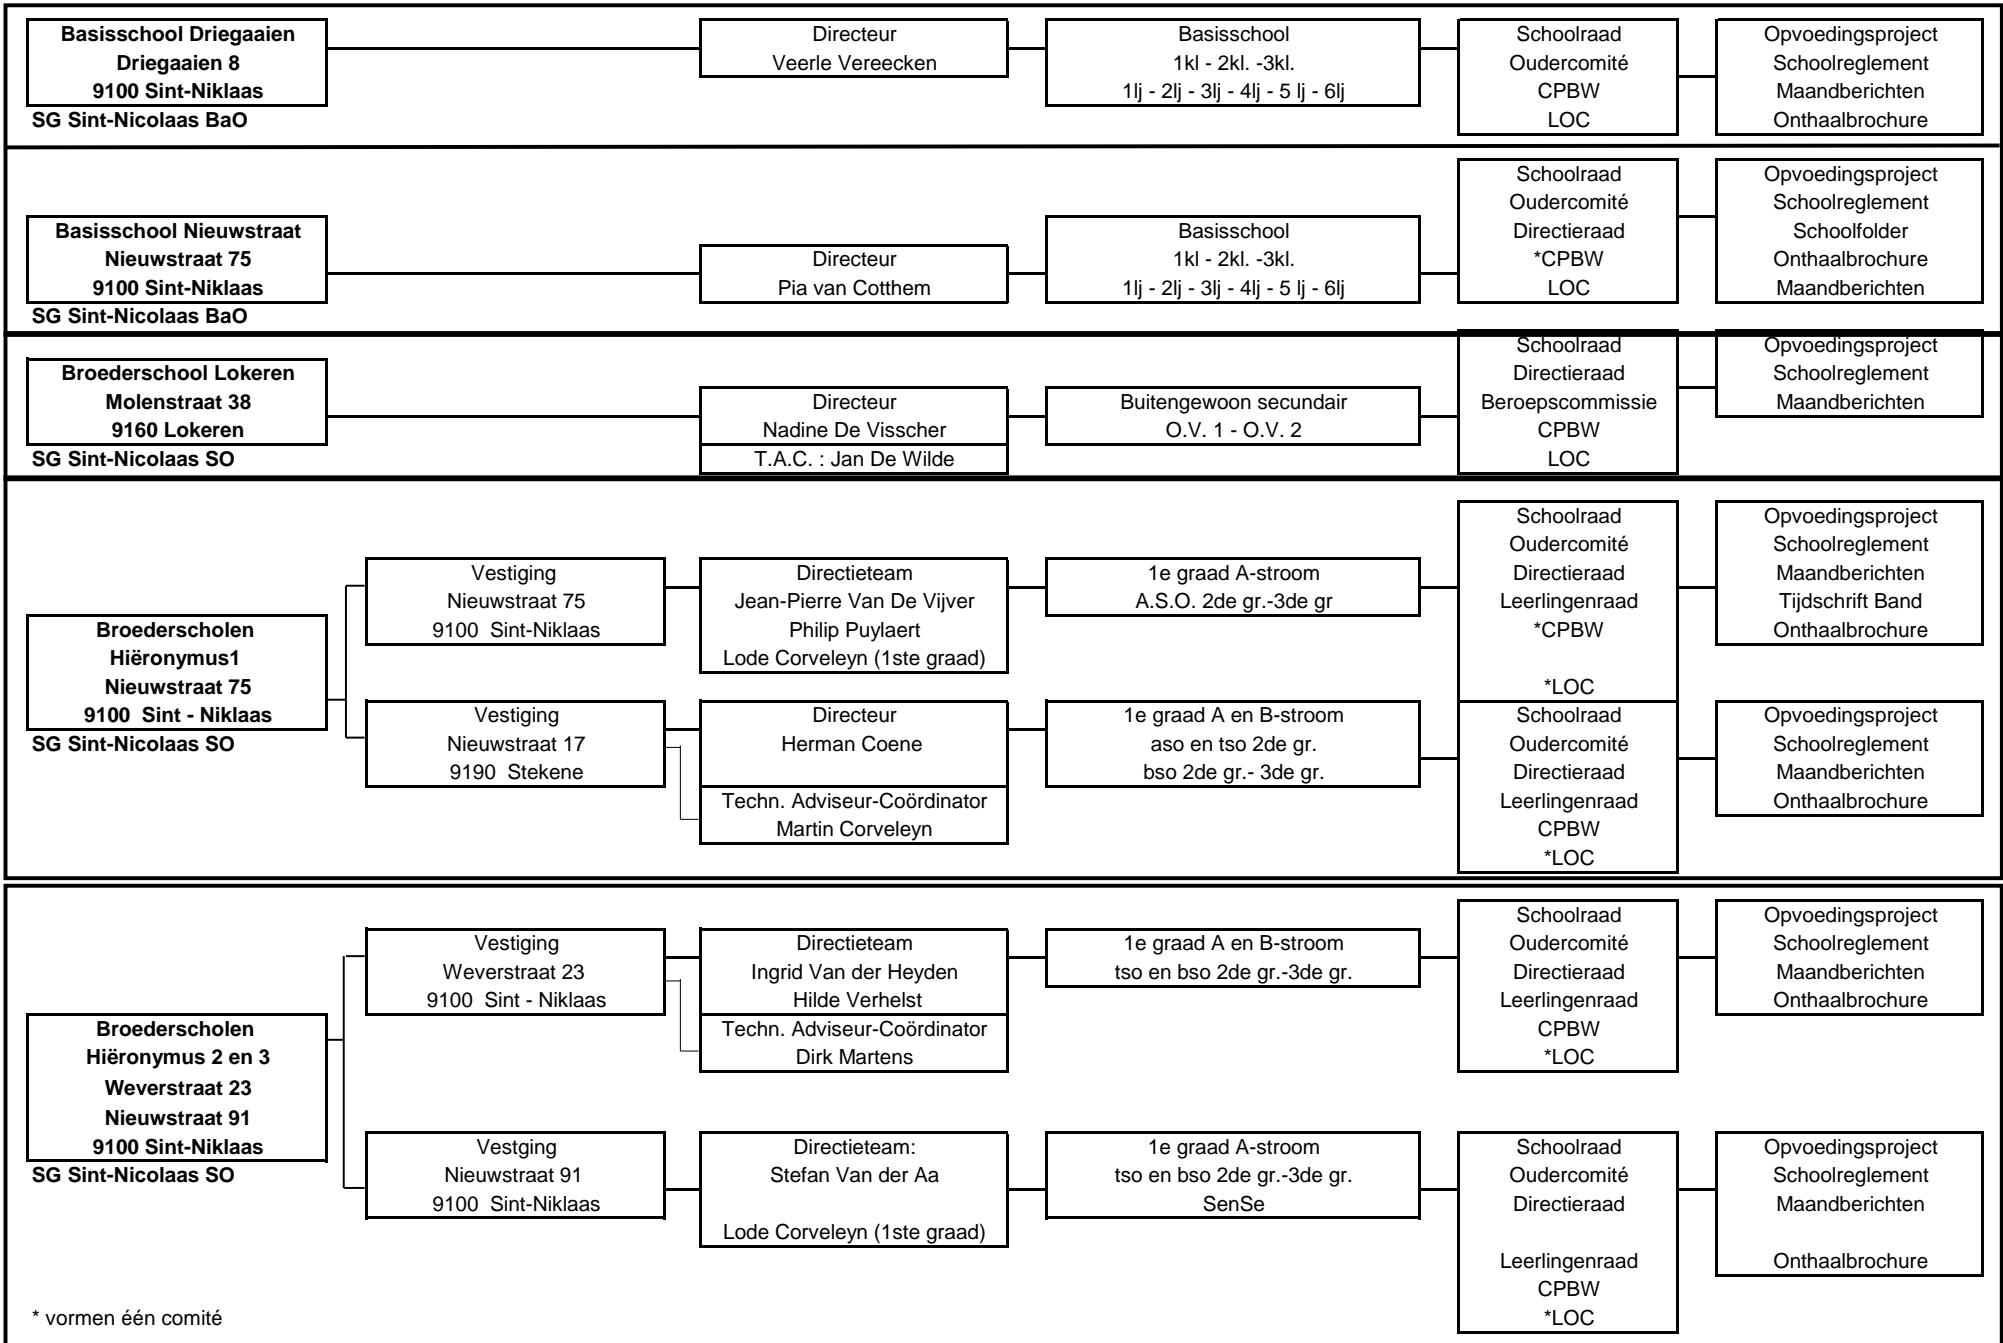 Basisschool Driegaaien
Driegaaien 8
9100 Sint-Niklaas
SG Sint-Nicolaas BaO
Directeur
Veerle Vereecken
Basisschool
1kl - 2kl. -3kl.
1lj - 2lj - 3lj - 4lj - 5 lj - 6lj
Schoolraad
Oudercomité
CPBW
LOC
Opvoedingsproject
Schoolreglement
Maandberichten
Onthaalbrochure
Basisschool Nieuwstraat
Nieuwstraat 75
9100 Sint-Niklaas
SG Sint-Nicolaas BaO
Directeur
Pia van Cotthem
Basisschool
1kl - 2kl. -3kl.
1lj - 2lj - 3lj - 4lj - 5 lj - 6lj
Schoolraad
Oudercomité
Directieraad
*CPBW
LOC
Opvoedingsproject
Schoolreglement
Schoolfolder
Onthaalbrochure
Maandberichten
Broederschool Lokeren
Molenstraat 38
9160 Lokeren
SG Sint-Nicolaas SO
Directeur
Nadine De Visscher
T.A.C. : Jan De Wilde
Buitengewoon secundair
O.V. 1 - O.V. 2
Schoolraad
Directieraad
Beroepscommissie
CPBW
LOC
Opvoedingsproject
Schoolreglement
Maandberichten
Broederscholen
Hiëronymus1
Nieuwstraat 75
9100  Sint - Niklaas
SG Sint-Nicolaas SO
Vestiging
Nieuwstraat 75
9100  Sint-Niklaas
Directieteam
Jean-Pierre Van De Vijver
Philip Puylaert
Lode Corveleyn (1ste graad)
1e graad A-stroom
A.S.O. 2de gr.-3de gr
Schoolraad
Oudercomité
Directieraad
Leerlingenraad
*CPBW
*LOC
Opvoedingsproject
Schoolreglement
Maandberichten
Tijdschrift Band
Onthaalbrochure
Vestiging
Nieuwstraat 17
9190  Stekene
Directeur
Herman Coene
Techn. Adviseur-Coördinator
Martin Corveleyn
1e graad A en B-stroom
aso en tso 2de gr.
bso 2de gr.- 3de gr.
Schoolraad
Oudercomité
Directieraad
Leerlingenraad
CPBW
*LOC
Opvoedingsproject
Schoolreglement
Maandberichten
Onthaalbrochure
Broederscholen
Hiëronymus 2 en 3
Weverstraat 23
Nieuwstraat 91
9100 Sint-Niklaas
SG Sint-Nicolaas SO
Vestiging
Weverstraat 23
9100  Sint - Niklaas
Directieteam
Ingrid Van der Heyden
Hilde Verhelst
Techn. Adviseur-Coördinator
Dirk Martens
1e graad A en B-stroom
tso en bso 2de gr.-3de gr.
Schoolraad
Oudercomité
Directieraad
Leerlingenraad
CPBW
*LOC
Opvoedingsproject
Schoolreglement
Maandberichten
Onthaalbrochure
Vestging
Nieuwstraat 91
9100  Sint-Niklaas
Directieteam:
Stefan Van der Aa
Lode Corveleyn (1ste graad)
1e graad A-stroom
tso en bso 2de gr.-3de gr.
SenSe
Schoolraad
Oudercomité
Directieraad
Leerlingenraad
CPBW
*LOC
Opvoedingsproject
Schoolreglement
Maandberichten
Onthaalbrochure
* vormen één comité